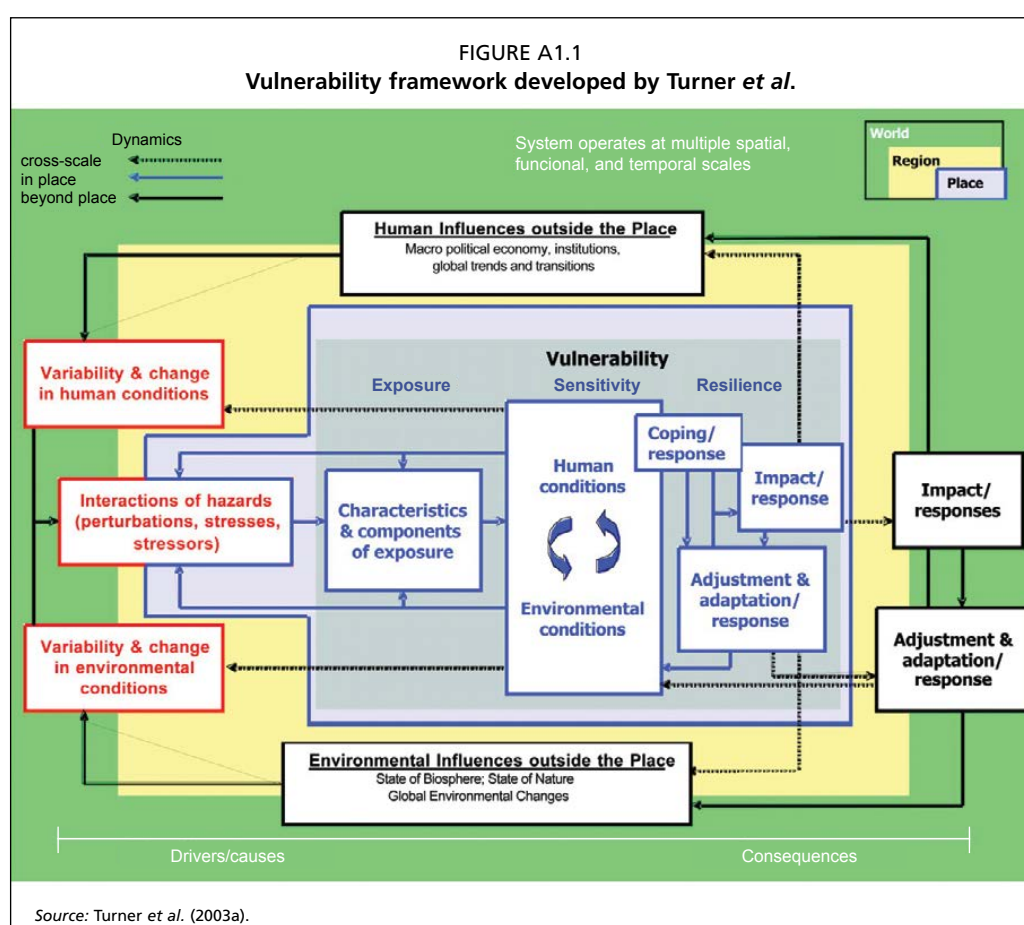 FIGURE A1.1
Vulnerability framework developed by Turner et al.
Dynamics
cross-scale
in place
beyond place
System operates at multiple spatial,
funcional, and temporal scales
World
Region
Place
Human Influences outside the Place
Macro political economy, institutions,
global trends and transitions
Variability & change
in human conditions
Vulnerability
Exposure
Sensitivity
Resilience
Interactions of hazards
(perturbations, stresses,
stressors)
Characteristics
& components
of exposure
Human
conditions
Environmental
conditions
Coping/
response
Impact/
response
Adjustment &
adaptation/
response
Impact/
responses
Adjustment &
adaptation/
response
Variability & change
in environmental
conditions
Environmental Influences outside the Place
State of Biosphere; State of Nature
Global Environmental Changes
Drivers/causes
Consequences
Source: Turner et al. (2003a).